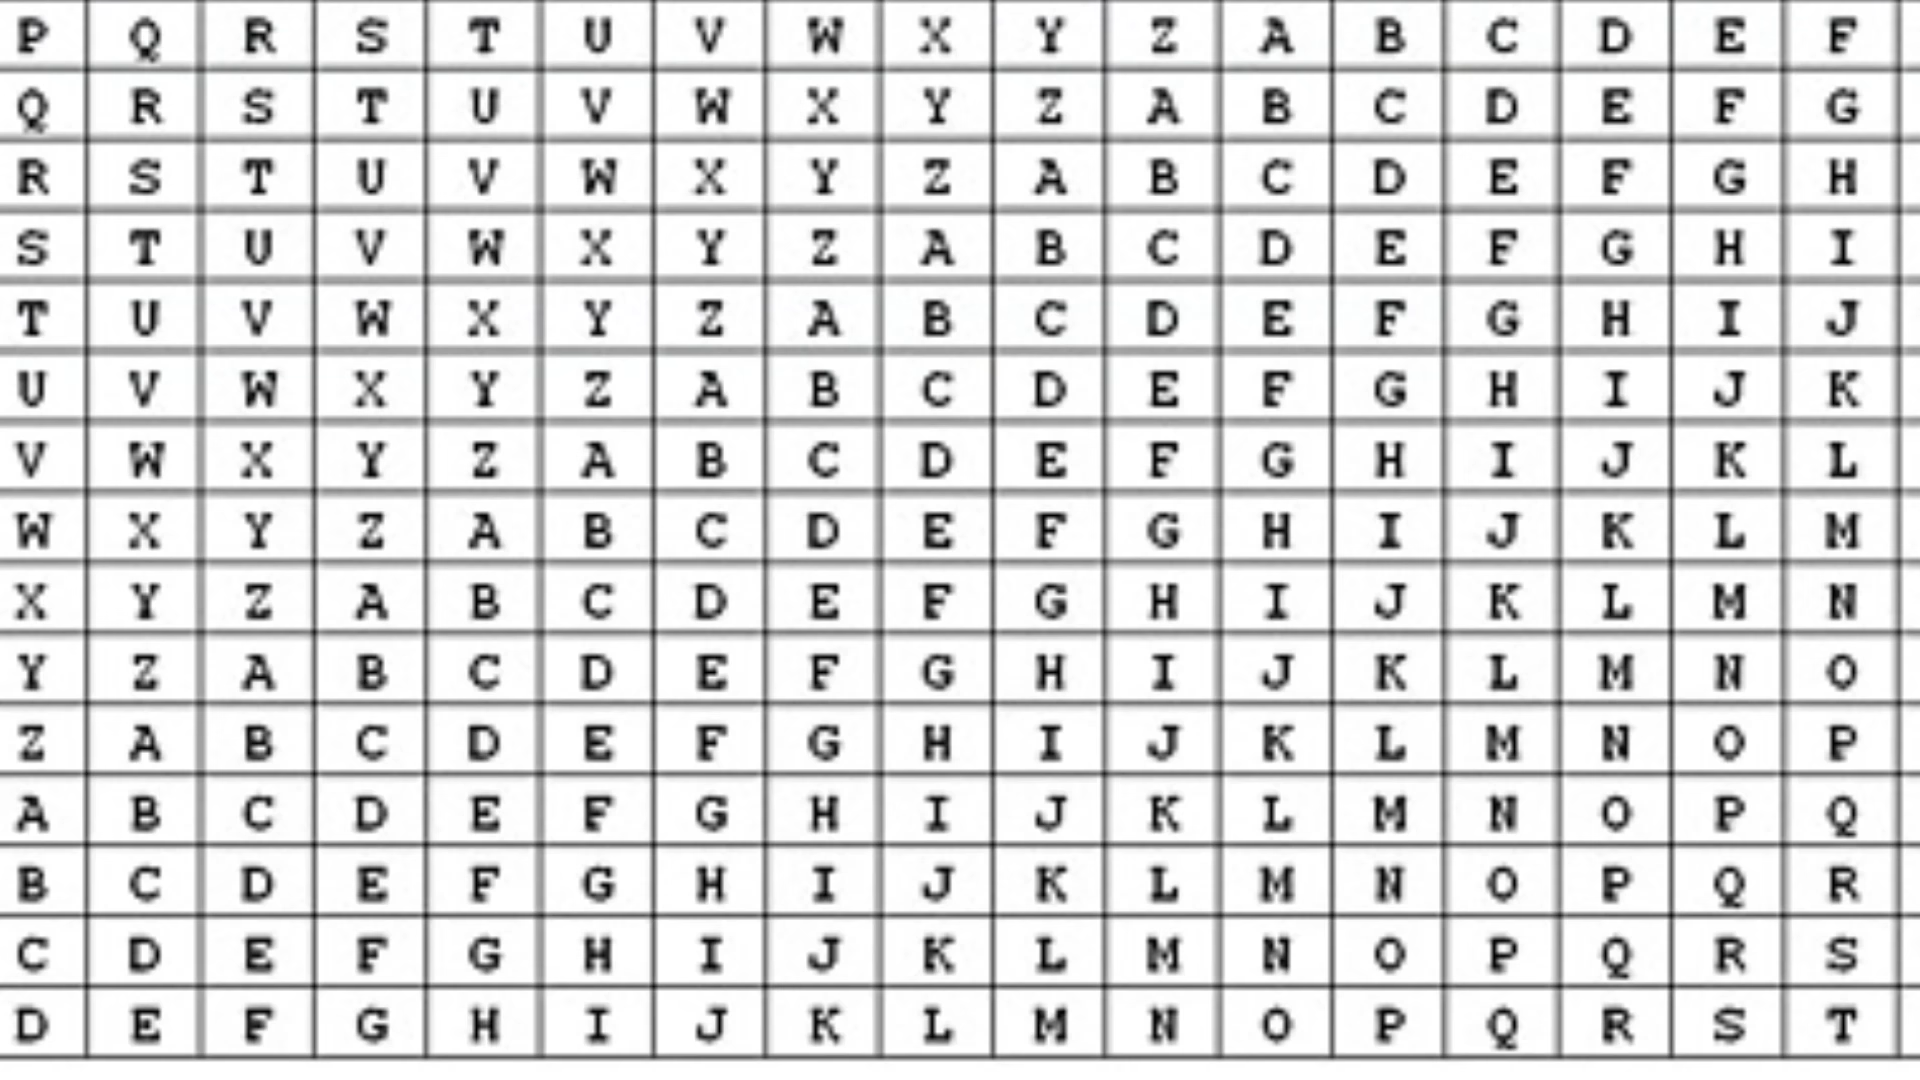 P Q R S T U V W X Y Z A B C D E F
Q R S T U V W X Y Z A B C D E F G
R S T U V W X Y Z A B C D E F G H
S T U V W X Y Z A B C D E F G H I
T U V W X Y Z A B C D E F G H I J
U V W X Y Z A B C D E F G H I J K
V W X Y Z A B C D E F G H I J K L
W X Y Z A B C D E F G H I J K L M
X Y Z A B C D E F G H I J K L M N
Y Z A B C D E F G H I J K L M N O
Z A B C D E F G H I J K L M N O P
A B C D E F G H I J K L M N O P Q
B C D E F G H I J K L M N O P Q R
C D E F G H I J K L M N O P Q R S
D E F G H I J K L M N O P Q R S T